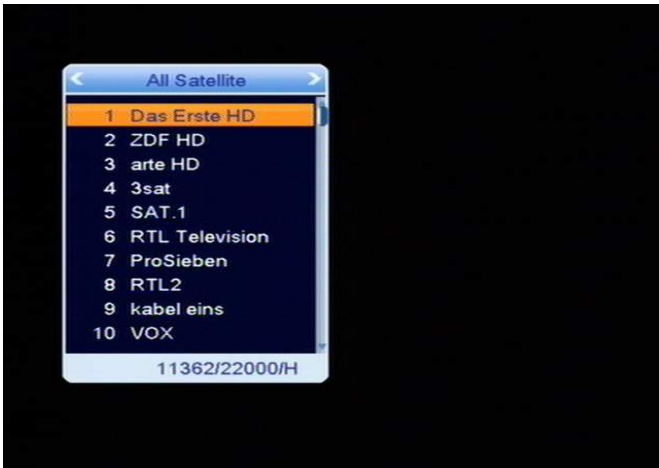 All Satellite
1 Das Erste HD
2 ZDF HD
3 arte HD
4 3sat
5 SAT.1
6 RTL Television
7 ProSieben
8 RTL2
9 kabel eins
10 VOX
11362/22000/H